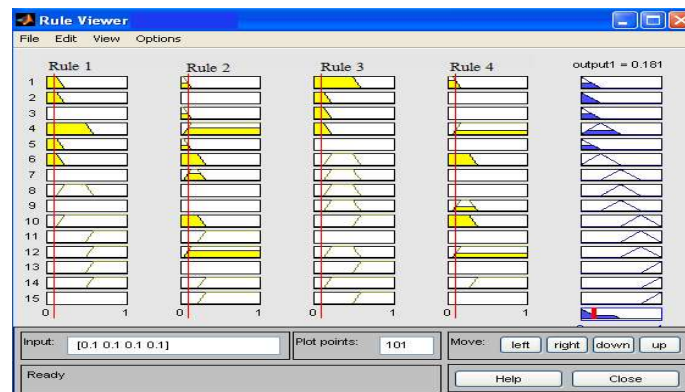 Rule Viewer
File Edit View Options
Rule 1 Rule 2 Rule 3 Rule 4 output1 = 0.181
1
2
3
4
5
6
7
8
9
10
11
12
13
14
15
0 1 0 1 0 1 0 1
0 1
Input: [0.1 0.1 0.1 0.1] Plot points: 101 Move: left right down up
Ready Help Close